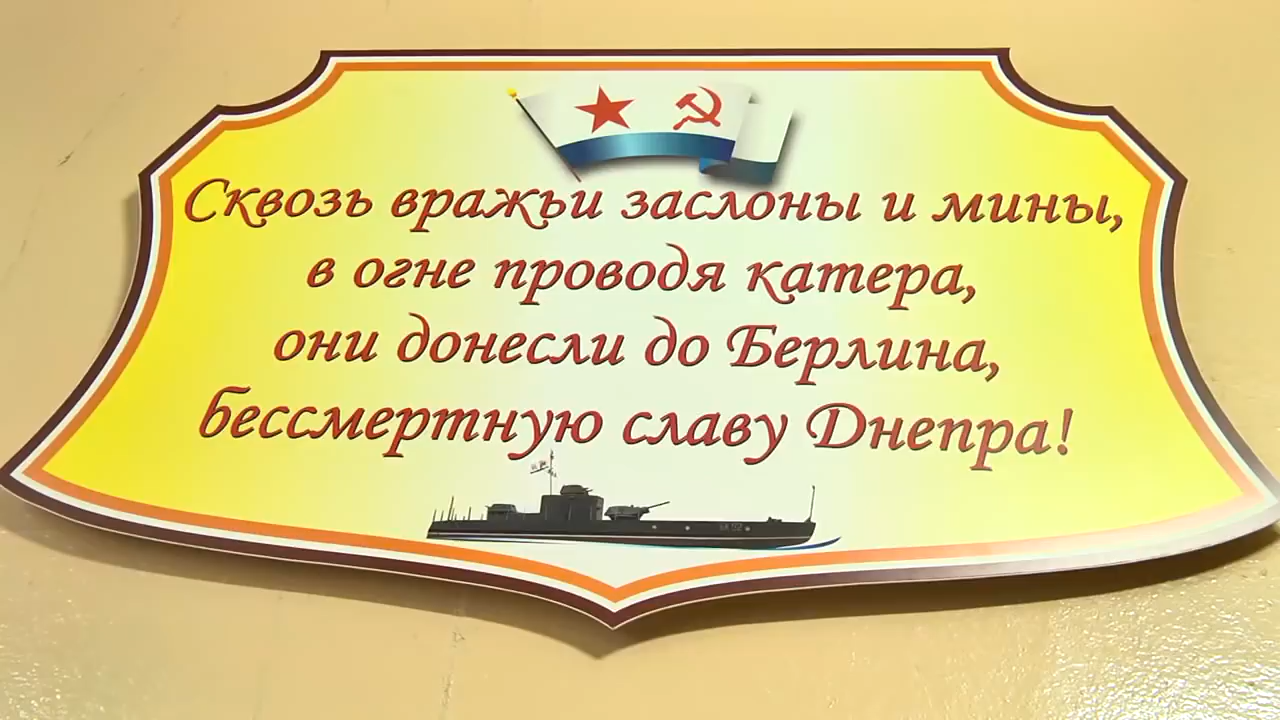 Сквозь вражьи заслоны и мины,
в огне проводя катера,
они донесли до Берлина,
бессмертную славу Днепра!